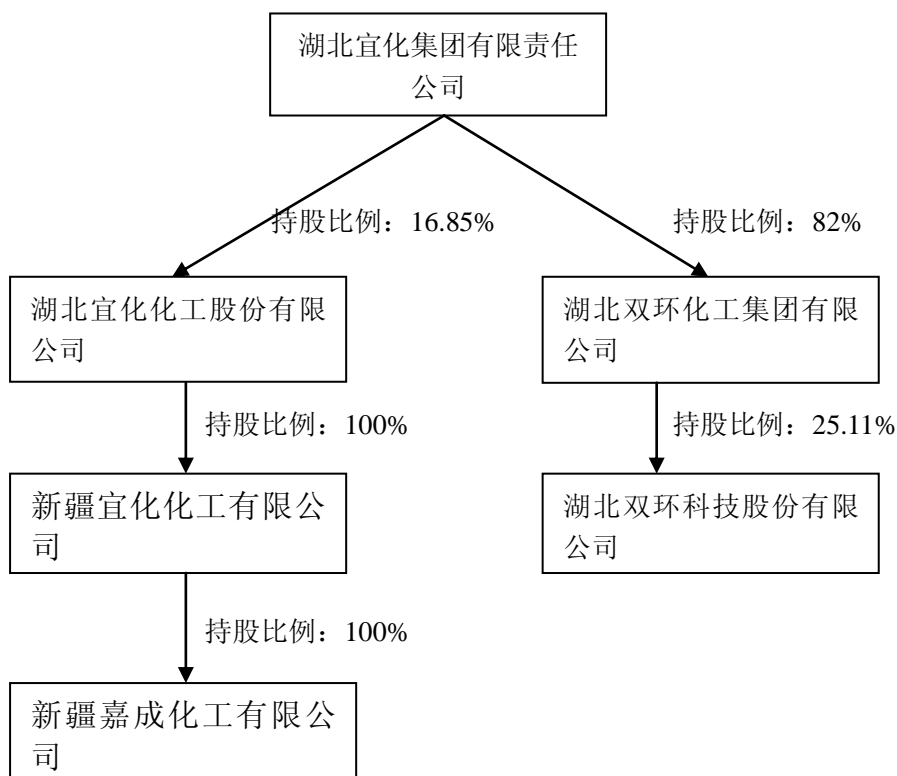 湖北宜化集团有限责任
公司
持股比例：16.85%
持股比例：82%
湖北宜化化工股份有限
公司
湖北双环化工集团有限
公司
持股比例：100%
持股比例：25.11%
新疆宜化化工有限公
司
湖北双环科技股份有限
公司
持股比例：100%
新疆嘉成化工有限公
司